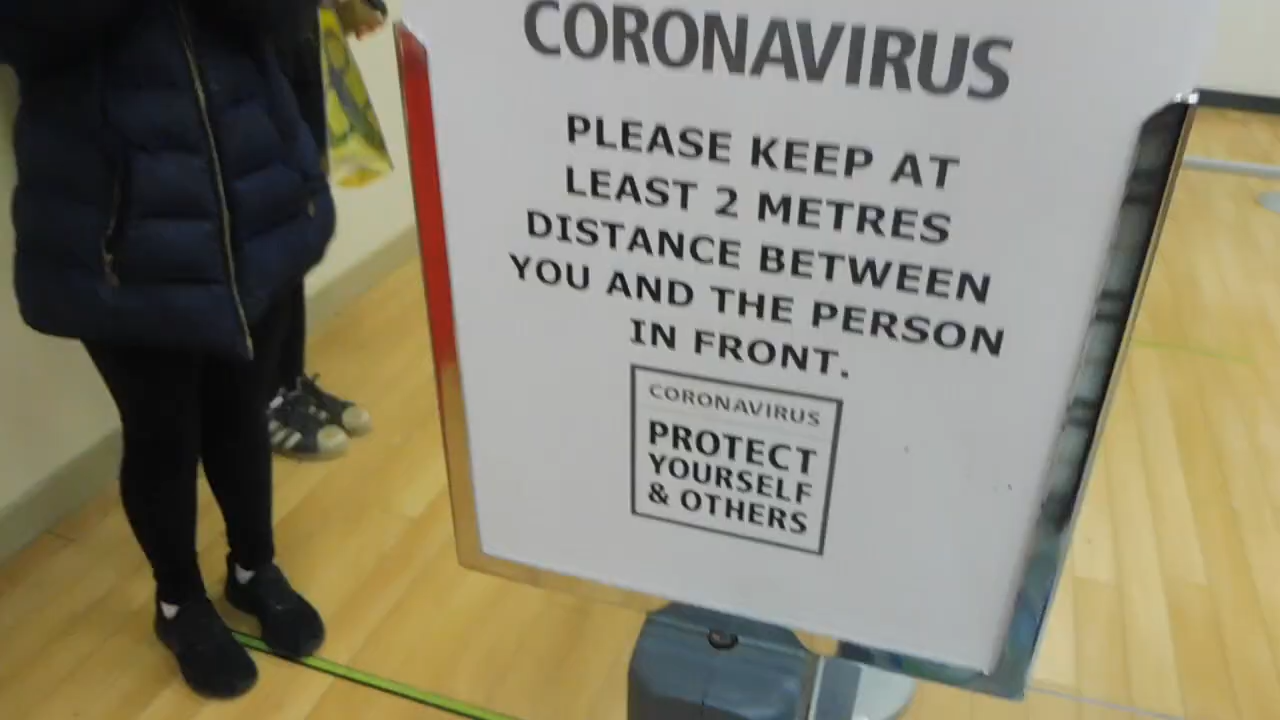 CORONAVIRUS
PLEASE KEEP AT
LEAST 2 METRES
DISTANCE BETWEEN
YOU AND THE PERSON
IN FRONT.
CORONAVIRUS
PROTECT
YOURSELF
& OTHERS